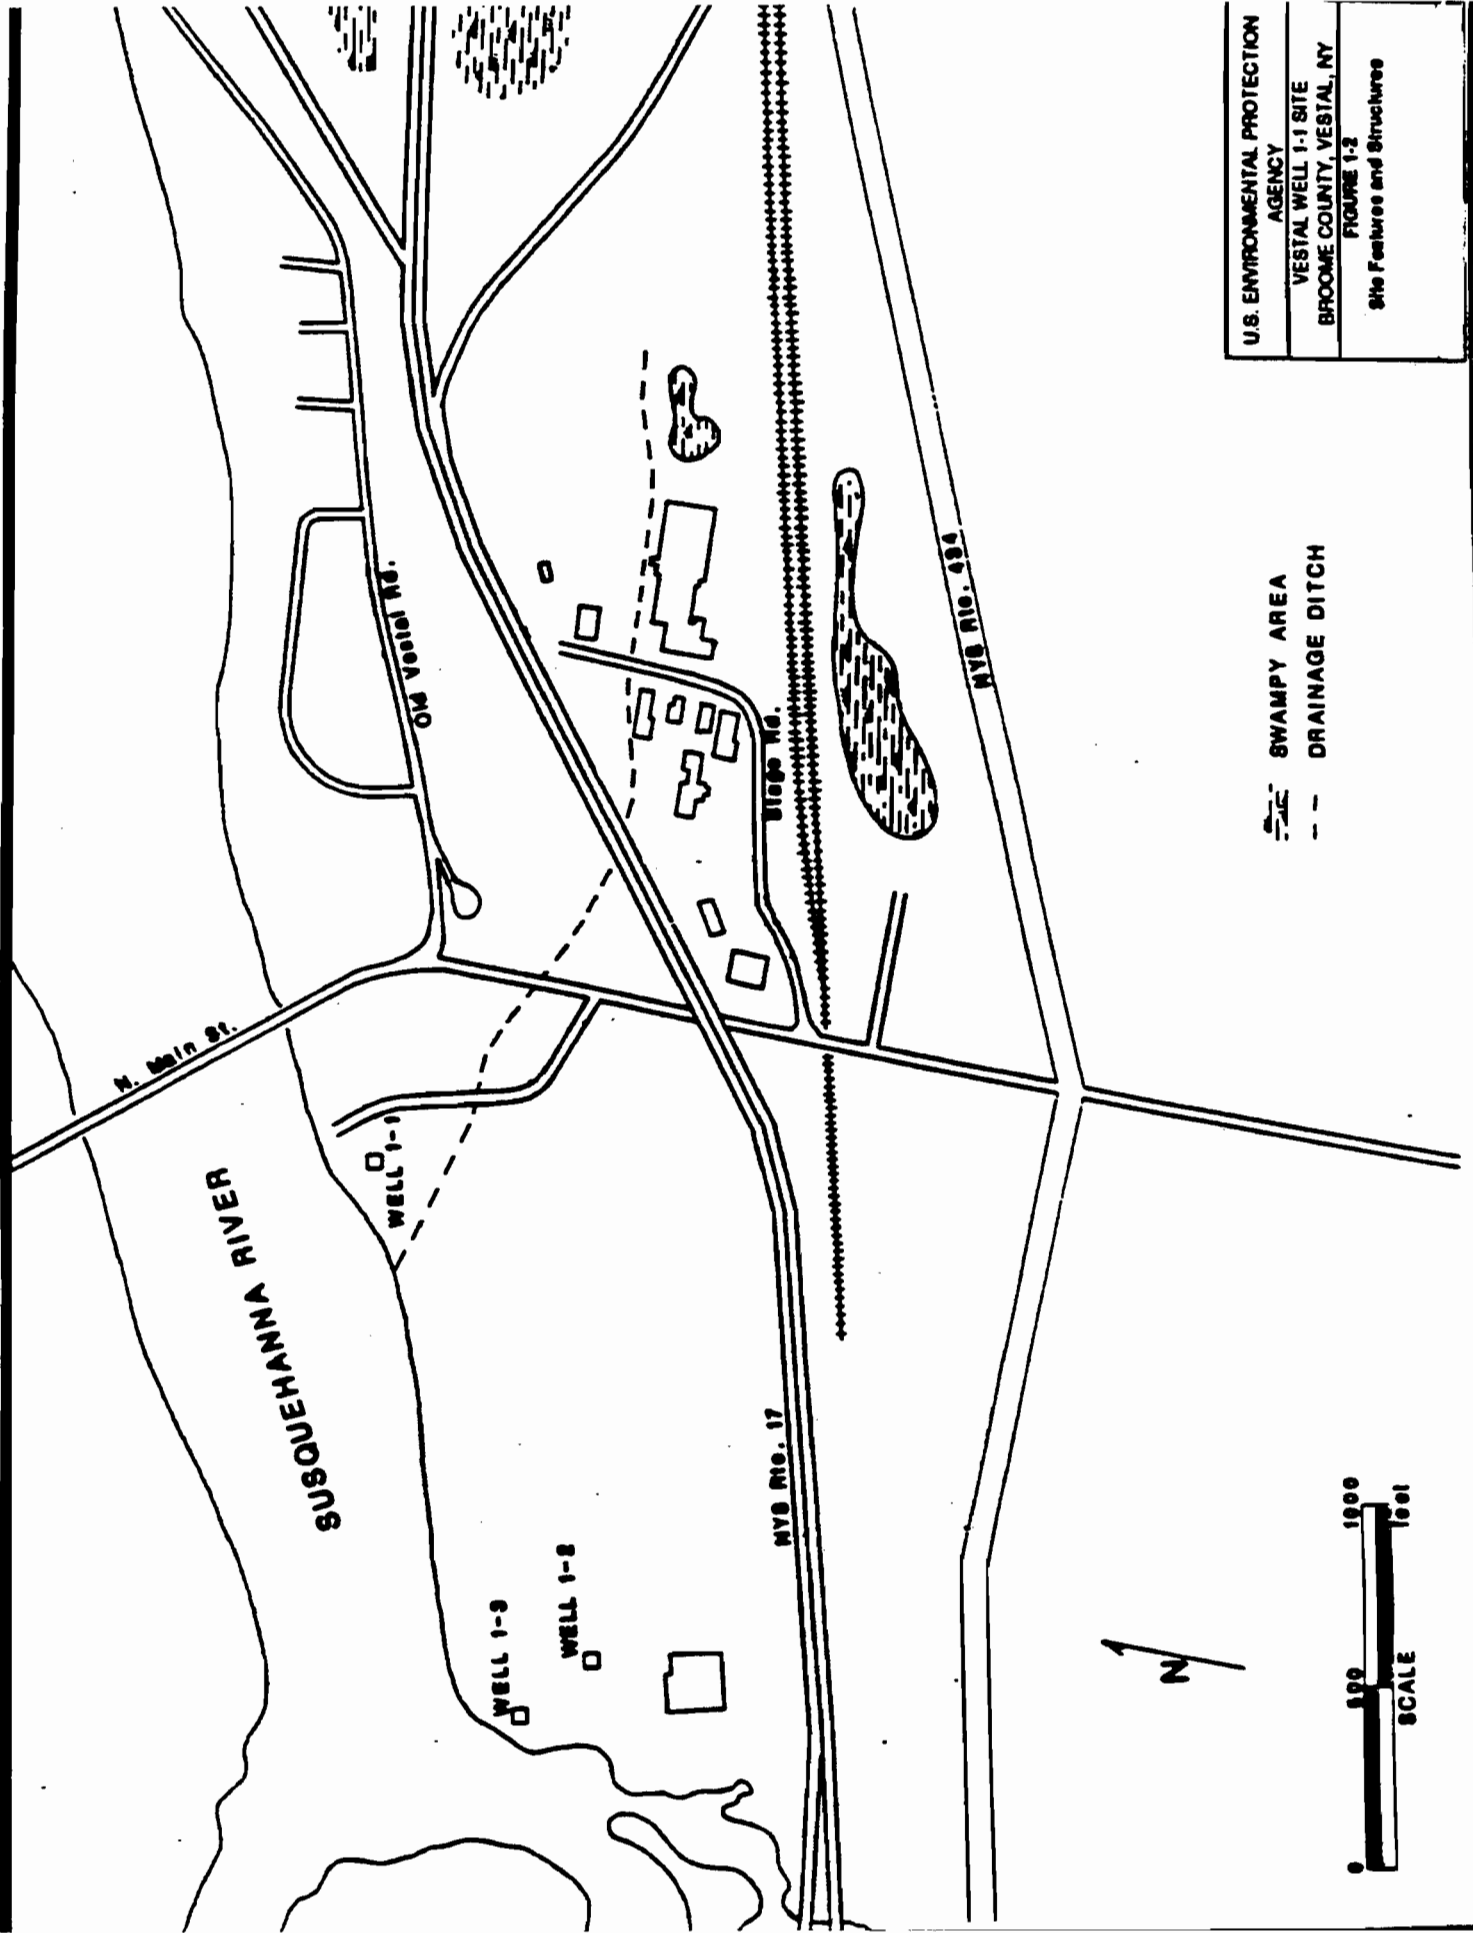 N. Main St.
SUSQUEHANNA RIVER
Old Vestal Rd.
WELL 1-1
WELL 1-3
WELL 1-2
Stage Rd.
NYS Rte. 17
NYS Rte. 434
N
0 500 1000
feet
SCALE
SWAMPY AREA
DRAINAGE DITCH
U.S. ENVIRONMENTAL PROTECTION
AGENCY
VESTAL WELL 1-1 SITE
BROOME COUNTY, VESTAL, NY
FIGURE 1-2
Site Features and Structures